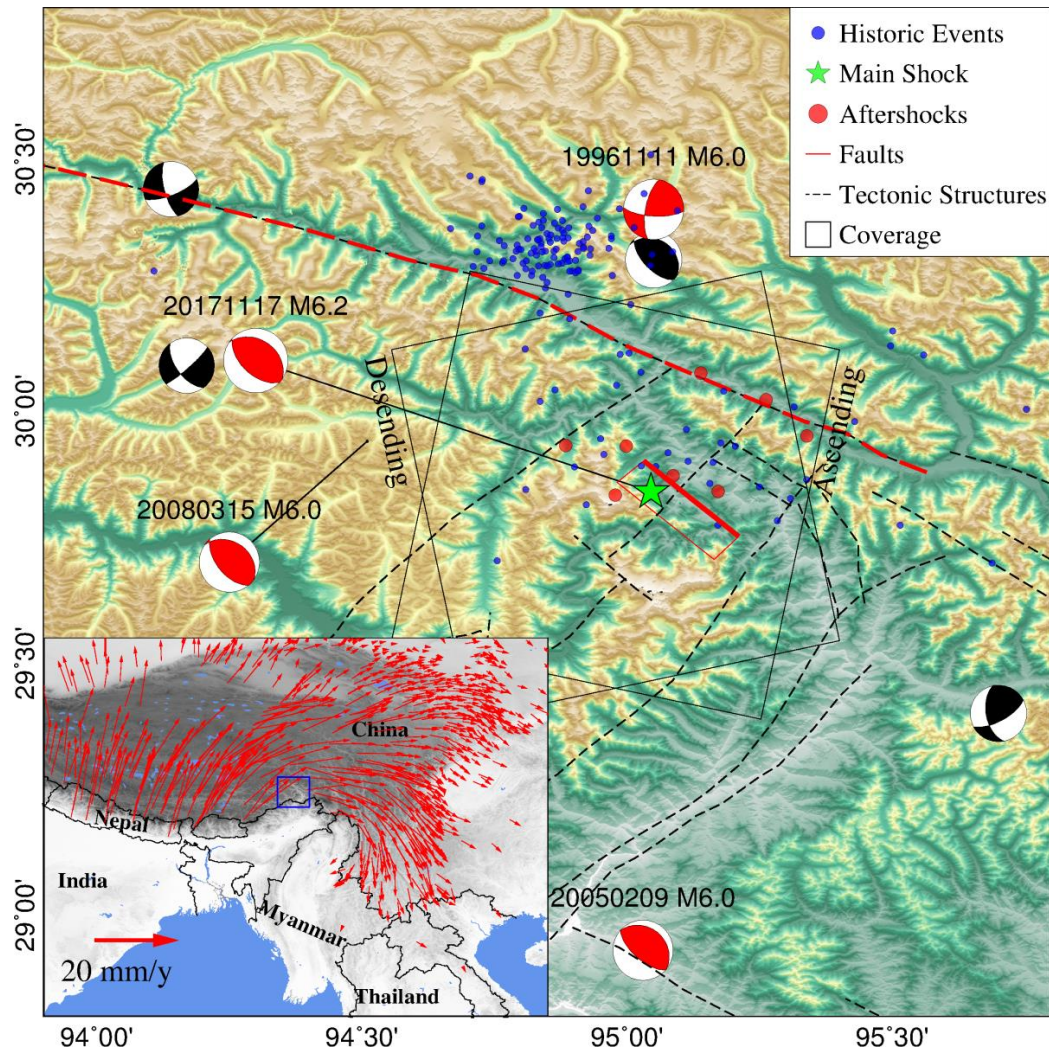 Historic Events
Main Shock
Aftershocks
Faults
Tectonic Structures
Coverage
30°30'
30°00'
29°30'
29°00'
19961111 M6.0
20171117 M6.2
Desending
Ascending
20080315 M6.0
20050209 M6.0
China
Nepal
India
Myanmar
Thailand
20 mm/y
94°00'
94°30'
95°00'
95°30'